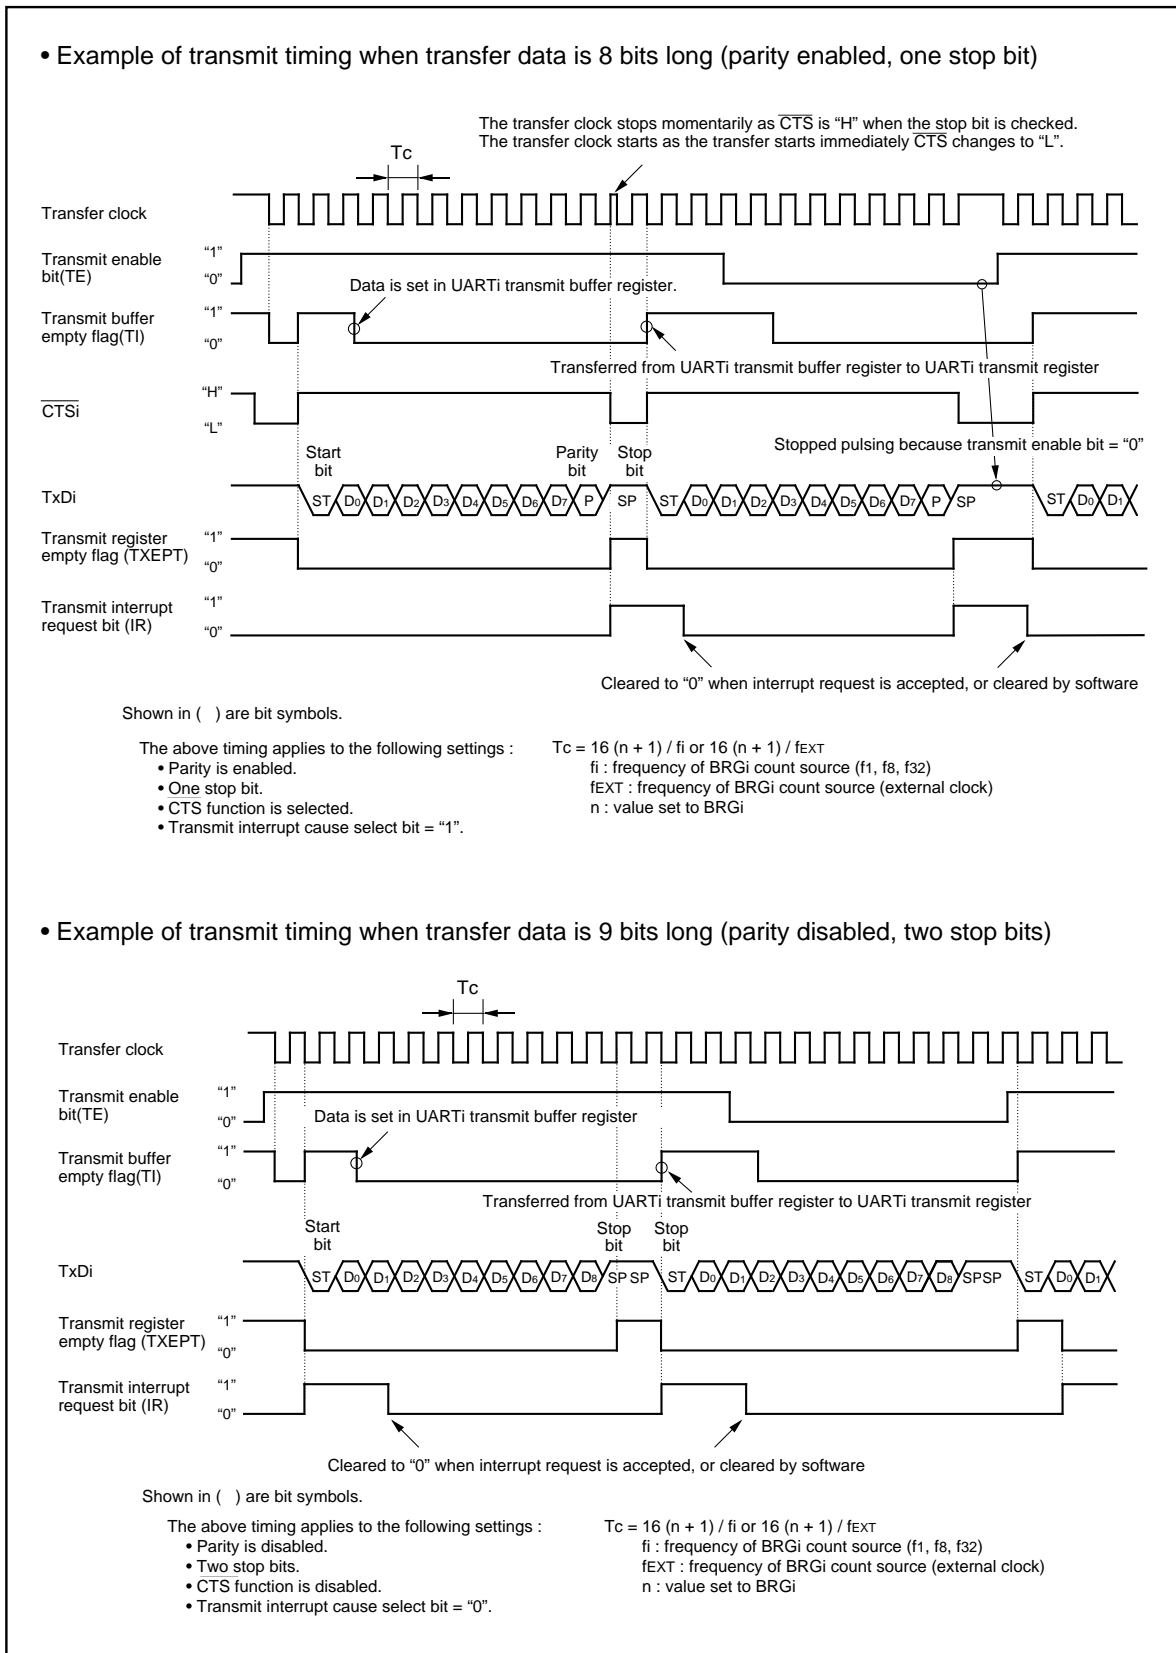 • Example of transmit timing when transfer data is 8 bits long (parity enabled, one stop bit)
The transfer clock stops momentarily as CTS is “H” when the stop bit is checked.
The transfer clock starts as the transfer starts immediately CTS changes to “L”.
Tc
Transfer clock
Transmit enable
bit(TE)
“1”
“0”
Data is set in UARTi transmit buffer register.
Transmit buffer
empty flag(TI)
“1”
“0”
Transferred from UARTi transmit buffer register to UARTi transmit register
CTSi
“H”
“L”
Stopped pulsing because transmit enable bit = “0”
Start
bit
Parity
bit
Stop
bit
TxDi
ST D0 D1 D2 D3 D4 D5 D6 D7 P SP ST D0 D1 D2 D3 D4 D5 D6 D7 P SP ST D0 D1
Transmit register
empty flag (TXEPT)
“1”
“0”
Transmit interrupt
request bit (IR)
“1”
“0”
Cleared to “0” when interrupt request is accepted, or cleared by software
Shown in ( ) are bit symbols.
The above timing applies to the following settings :
• Parity is enabled.
• One stop bit.
• CTS function is selected.
• Transmit interrupt cause select bit = “1”.
Tc = 16 (n + 1) / fi or 16 (n + 1) / fEXT
fi : frequency of BRGi count source (f1, f8, f32)
fEXT : frequency of BRGi count source (external clock)
n : value set to BRGi
• Example of transmit timing when transfer data is 9 bits long (parity disabled, two stop bits)
Tc
Transfer clock
Transmit enable
bit(TE)
“1”
“0”
Data is set in UARTi transmit buffer register
Transmit buffer
empty flag(TI)
“1”
“0”
Transferred from UARTi transmit buffer register to UARTi transmit register
Start
bit
Stop
bit
Stop
bit
TxDi
ST D0 D1 D2 D3 D4 D5 D6 D7 D8 SP SP ST D0 D1 D2 D3 D4 D5 D6 D7 D8 SPSP ST D0 D1
Transmit register
empty flag (TXEPT)
“1”
“0”
Transmit interrupt
request bit (IR)
“1”
“0”
Cleared to “0” when interrupt request is accepted, or cleared by software
Shown in ( ) are bit symbols.
The above timing applies to the following settings :
• Parity is disabled.
• Two stop bits.
• CTS function is disabled.
• Transmit interrupt cause select bit = “0”.
Tc = 16 (n + 1) / fi or 16 (n + 1) / fEXT
fi : frequency of BRGi count source (f1, f8, f32)
fEXT : frequency of BRGi count source (external clock)
n : value set to BRGi